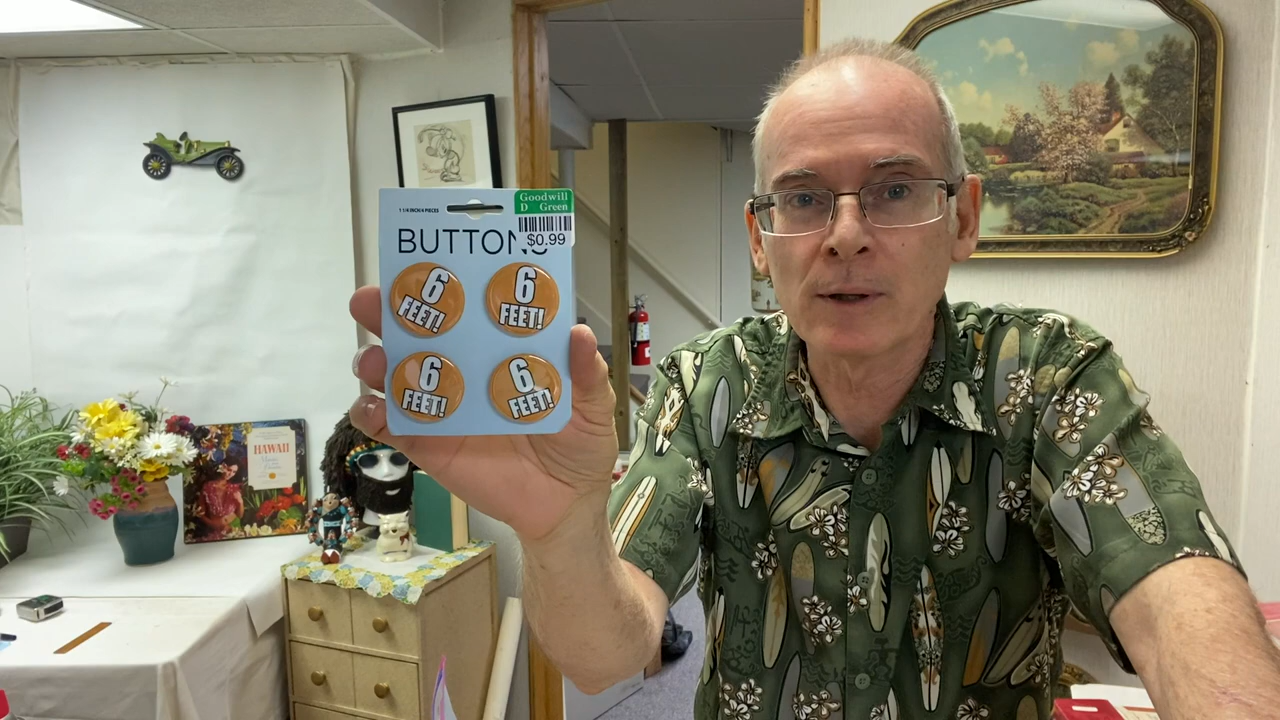 1 1/4 INCH/4 PIECES
Goodwill
D Green
$0.99
BUTTONS
6
FEET!
6
FEET!
6
FEET!
6
FEET!
HAWAII